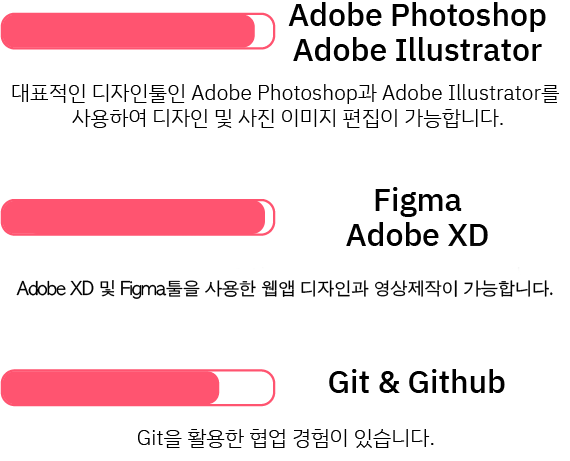 Adobe Photoshop
Adobe Illustrator
대표적인 디자인툴인 Adobe Photoshop과 Adobe Illustrator를
사용하여 디자인 및 사진 이미지 편집이 가능합니다.
Figma
Adobe XD
Adobe XD 및 Figma툴을 사용한 웹앱 디자인과 영상제작이 가능합니다.
Git & Github
Git을 활용한 협업 경험이 있습니다.